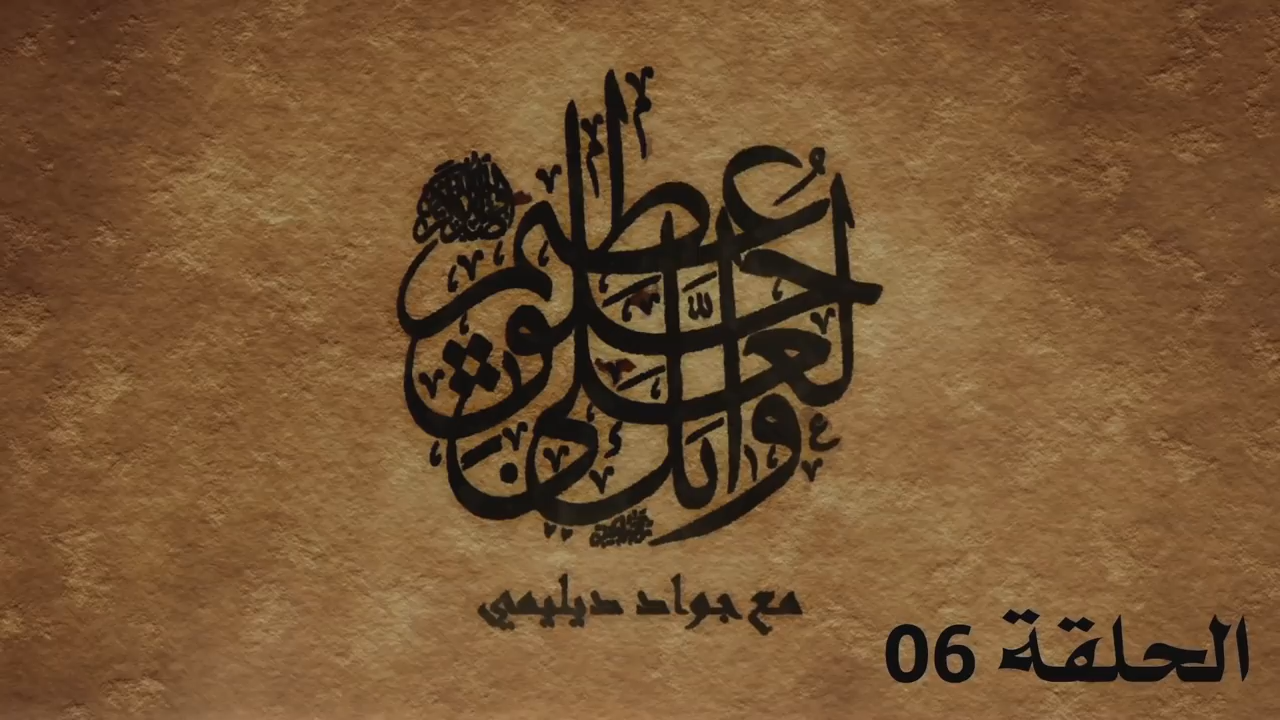 وإنك لعلى خلق عظيم
مع جواد ديليمي
الحلقة 06